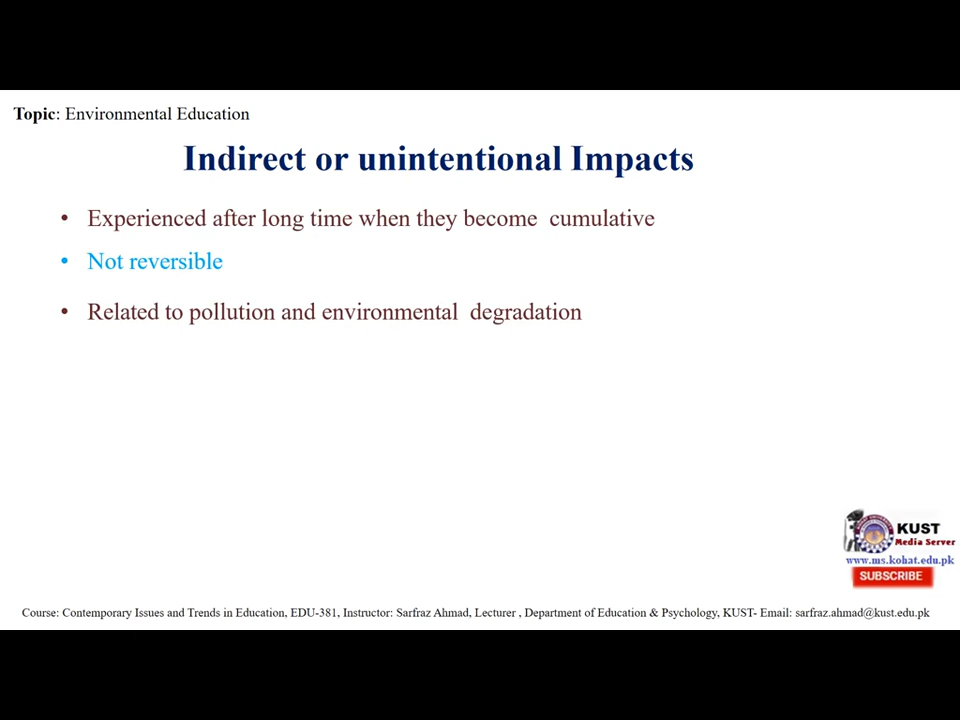 Topic: Environmental Education
Indirect or unintentional Impacts
• Experienced after long time when they become cumulative
• Not reversible
• Related to pollution and environmental degradation
KUST
Media Server
www.ms.kohat.edu.pk
SUBSCRIBE
Course: Contemporary Issues and Trends in Education, EDU-381, Instructor: Sarfraz Ahmad, Lecturer , Department of Education & Psychology, KUST- Email: sarfraz.ahmad@kust.edu.pk